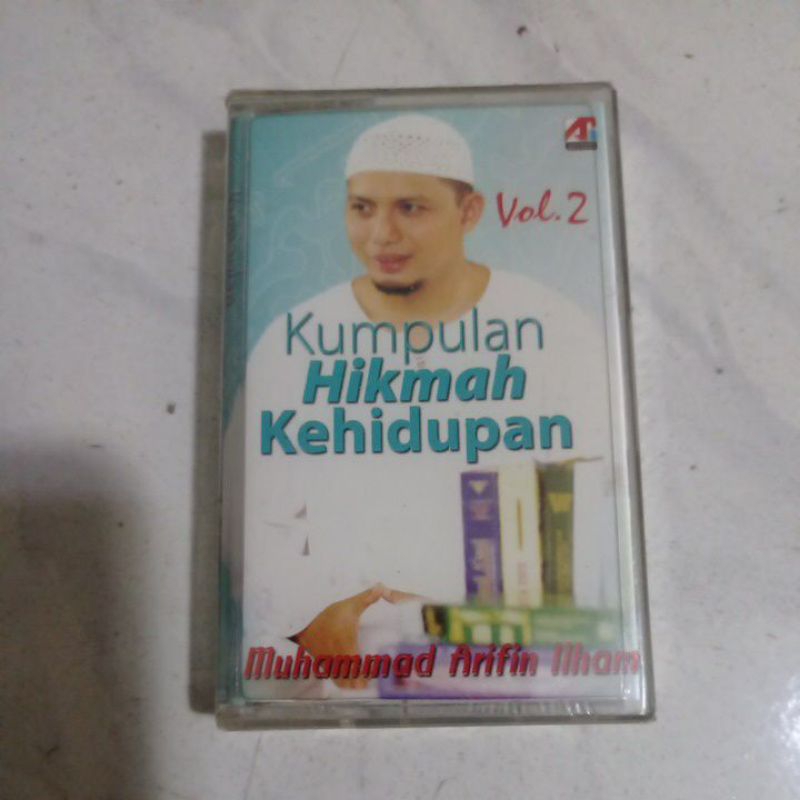 Vol.2
Kumpulan
Hikmah
Kehidupan
Muhammad Arifin Ilham